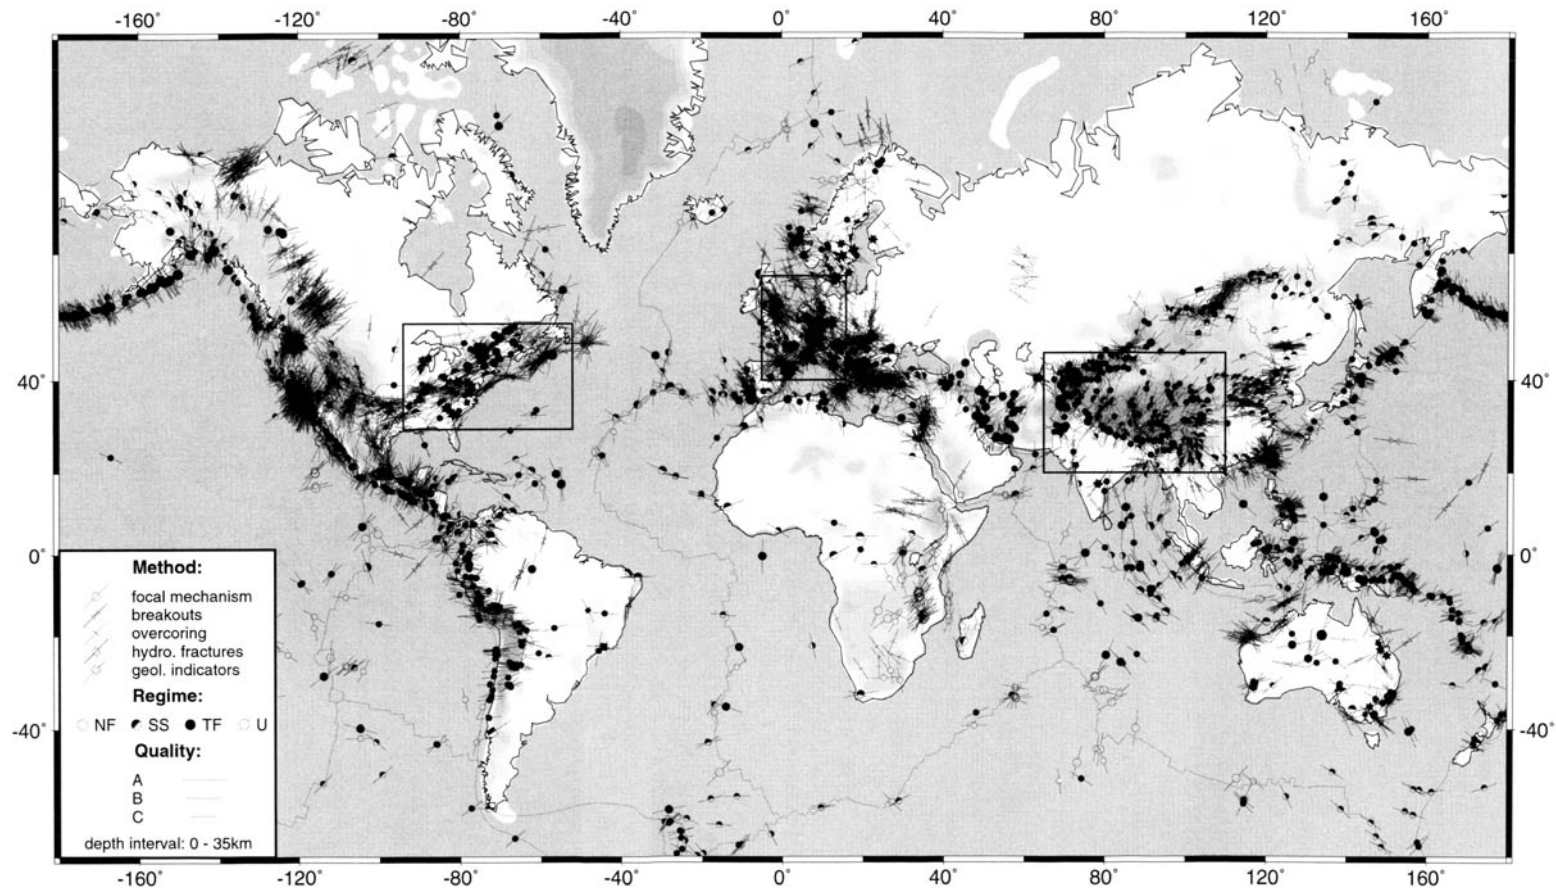 -160° -120° -80° -40° 0° 40° 80° 120° 160°
40° 40°
0° 0°
-40° -40°
Method:
focal mechanism
breakouts
overcoring
hydro. fractures
geol. indicators
Regime:
NF SS TF U
Quality:
A
B
C
depth interval: 0 - 35km
-160° -120° -80° -40° 0° 40° 80° 120° 160°